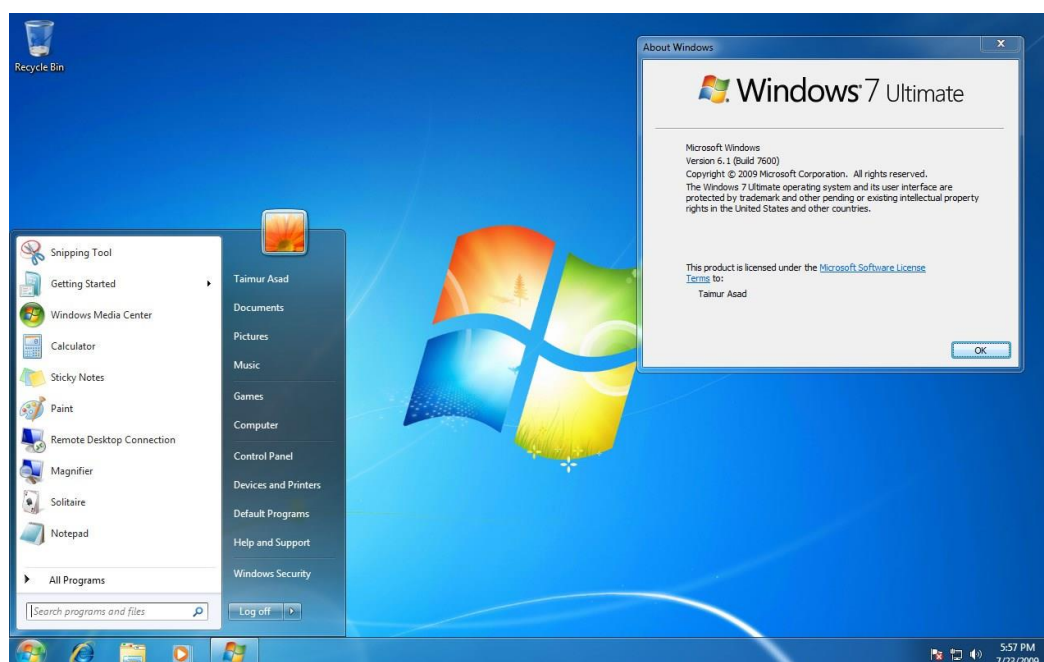 Recycle Bin
About Windows
Windows 7 Ultimate
Microsoft Windows
Version 6.1 (Build 7600)
Copyright © 2009 Microsoft Corporation. All rights reserved.
The Windows 7 Ultimate operating system and its user interface are
protected by trademark and other pending or existing intellectual property
rights in the United States and other countries.
This product is licensed under the Microsoft Software License
Terms to:
Taimur Asad
OK
Snipping Tool
Getting Started
Windows Media Center
Calculator
Sticky Notes
Paint
Remote Desktop Connection
Magnifier
Solitaire
Notepad
All Programs
Search programs and files
Taimur Asad
Documents
Pictures
Music
Games
Computer
Control Panel
Devices and Printers
Default Programs
Help and Support
Windows Security
Log off
5:57 PM
7/23/2009